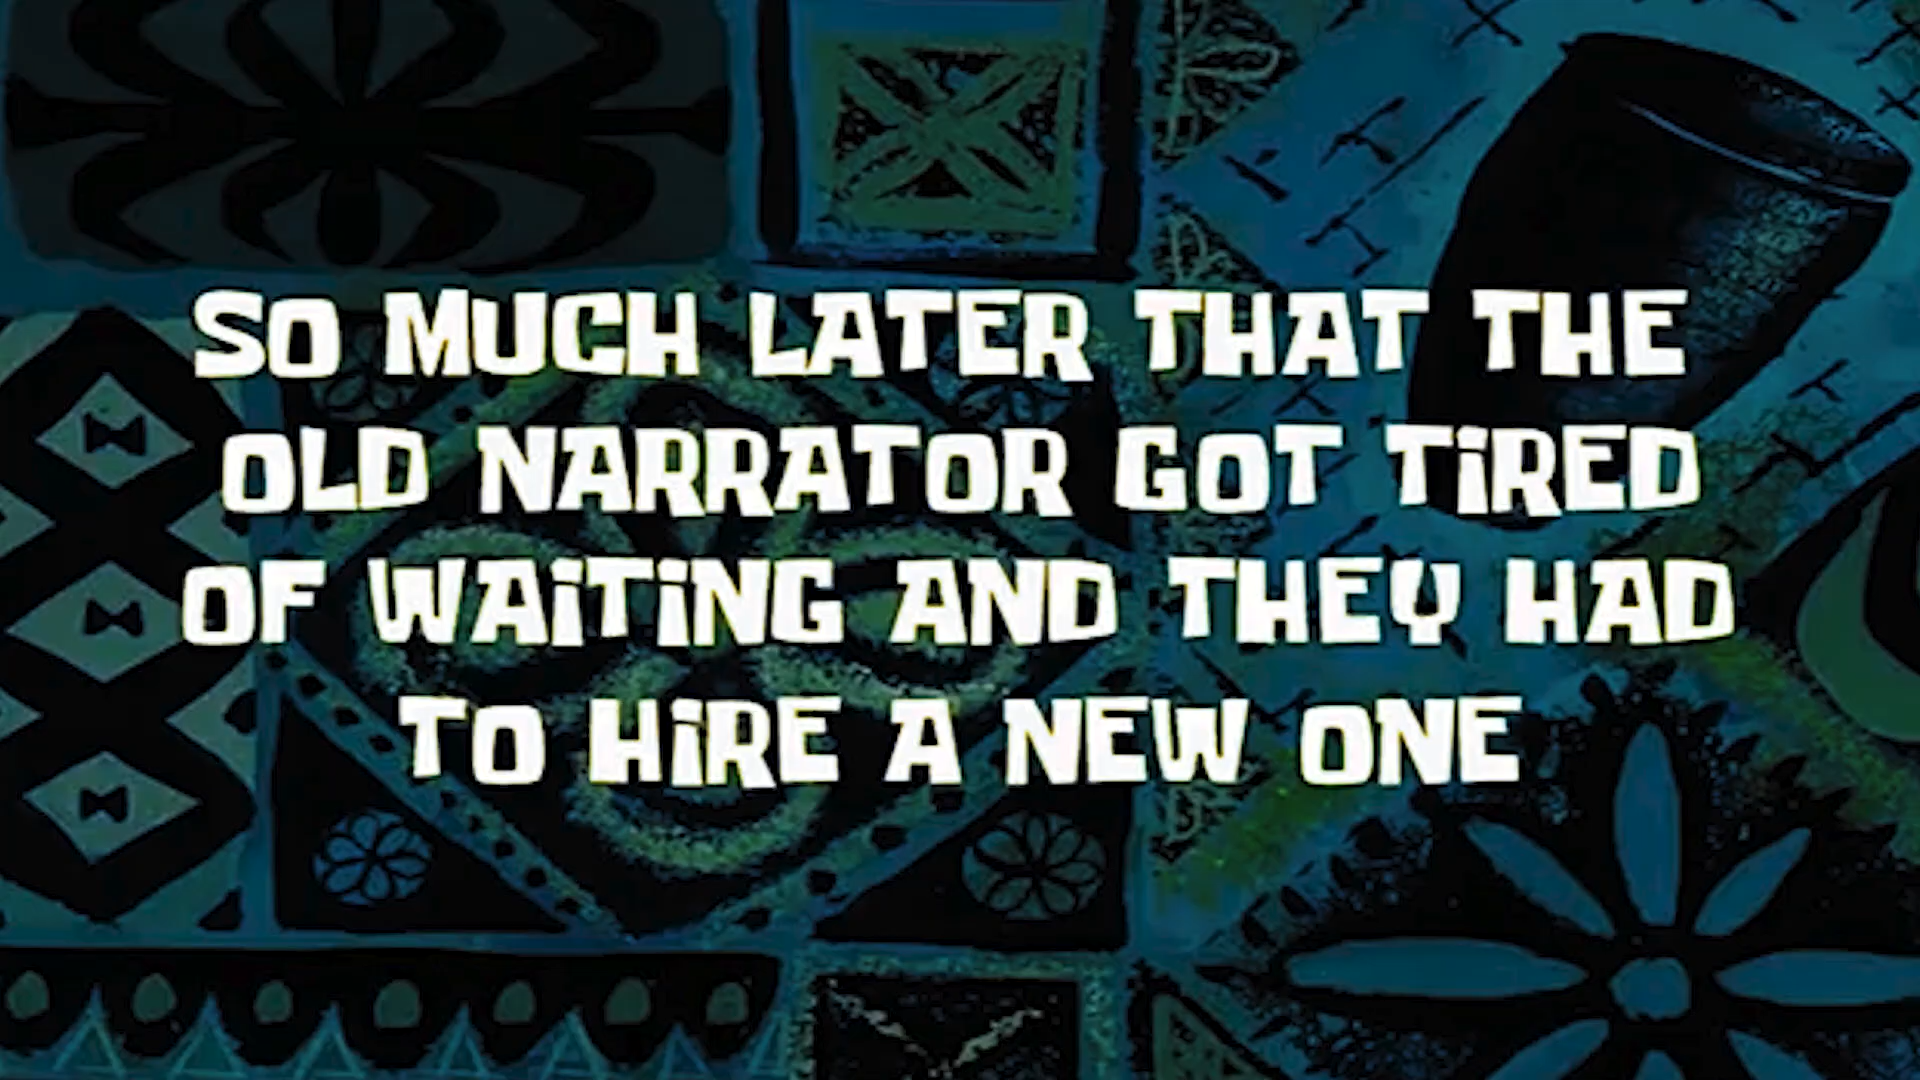 SO MUCH LATER THAT THE
OLD NARRATOR GOT TIRED
OF WAITING AND THEY HAD
TO HIRE A NEW ONE